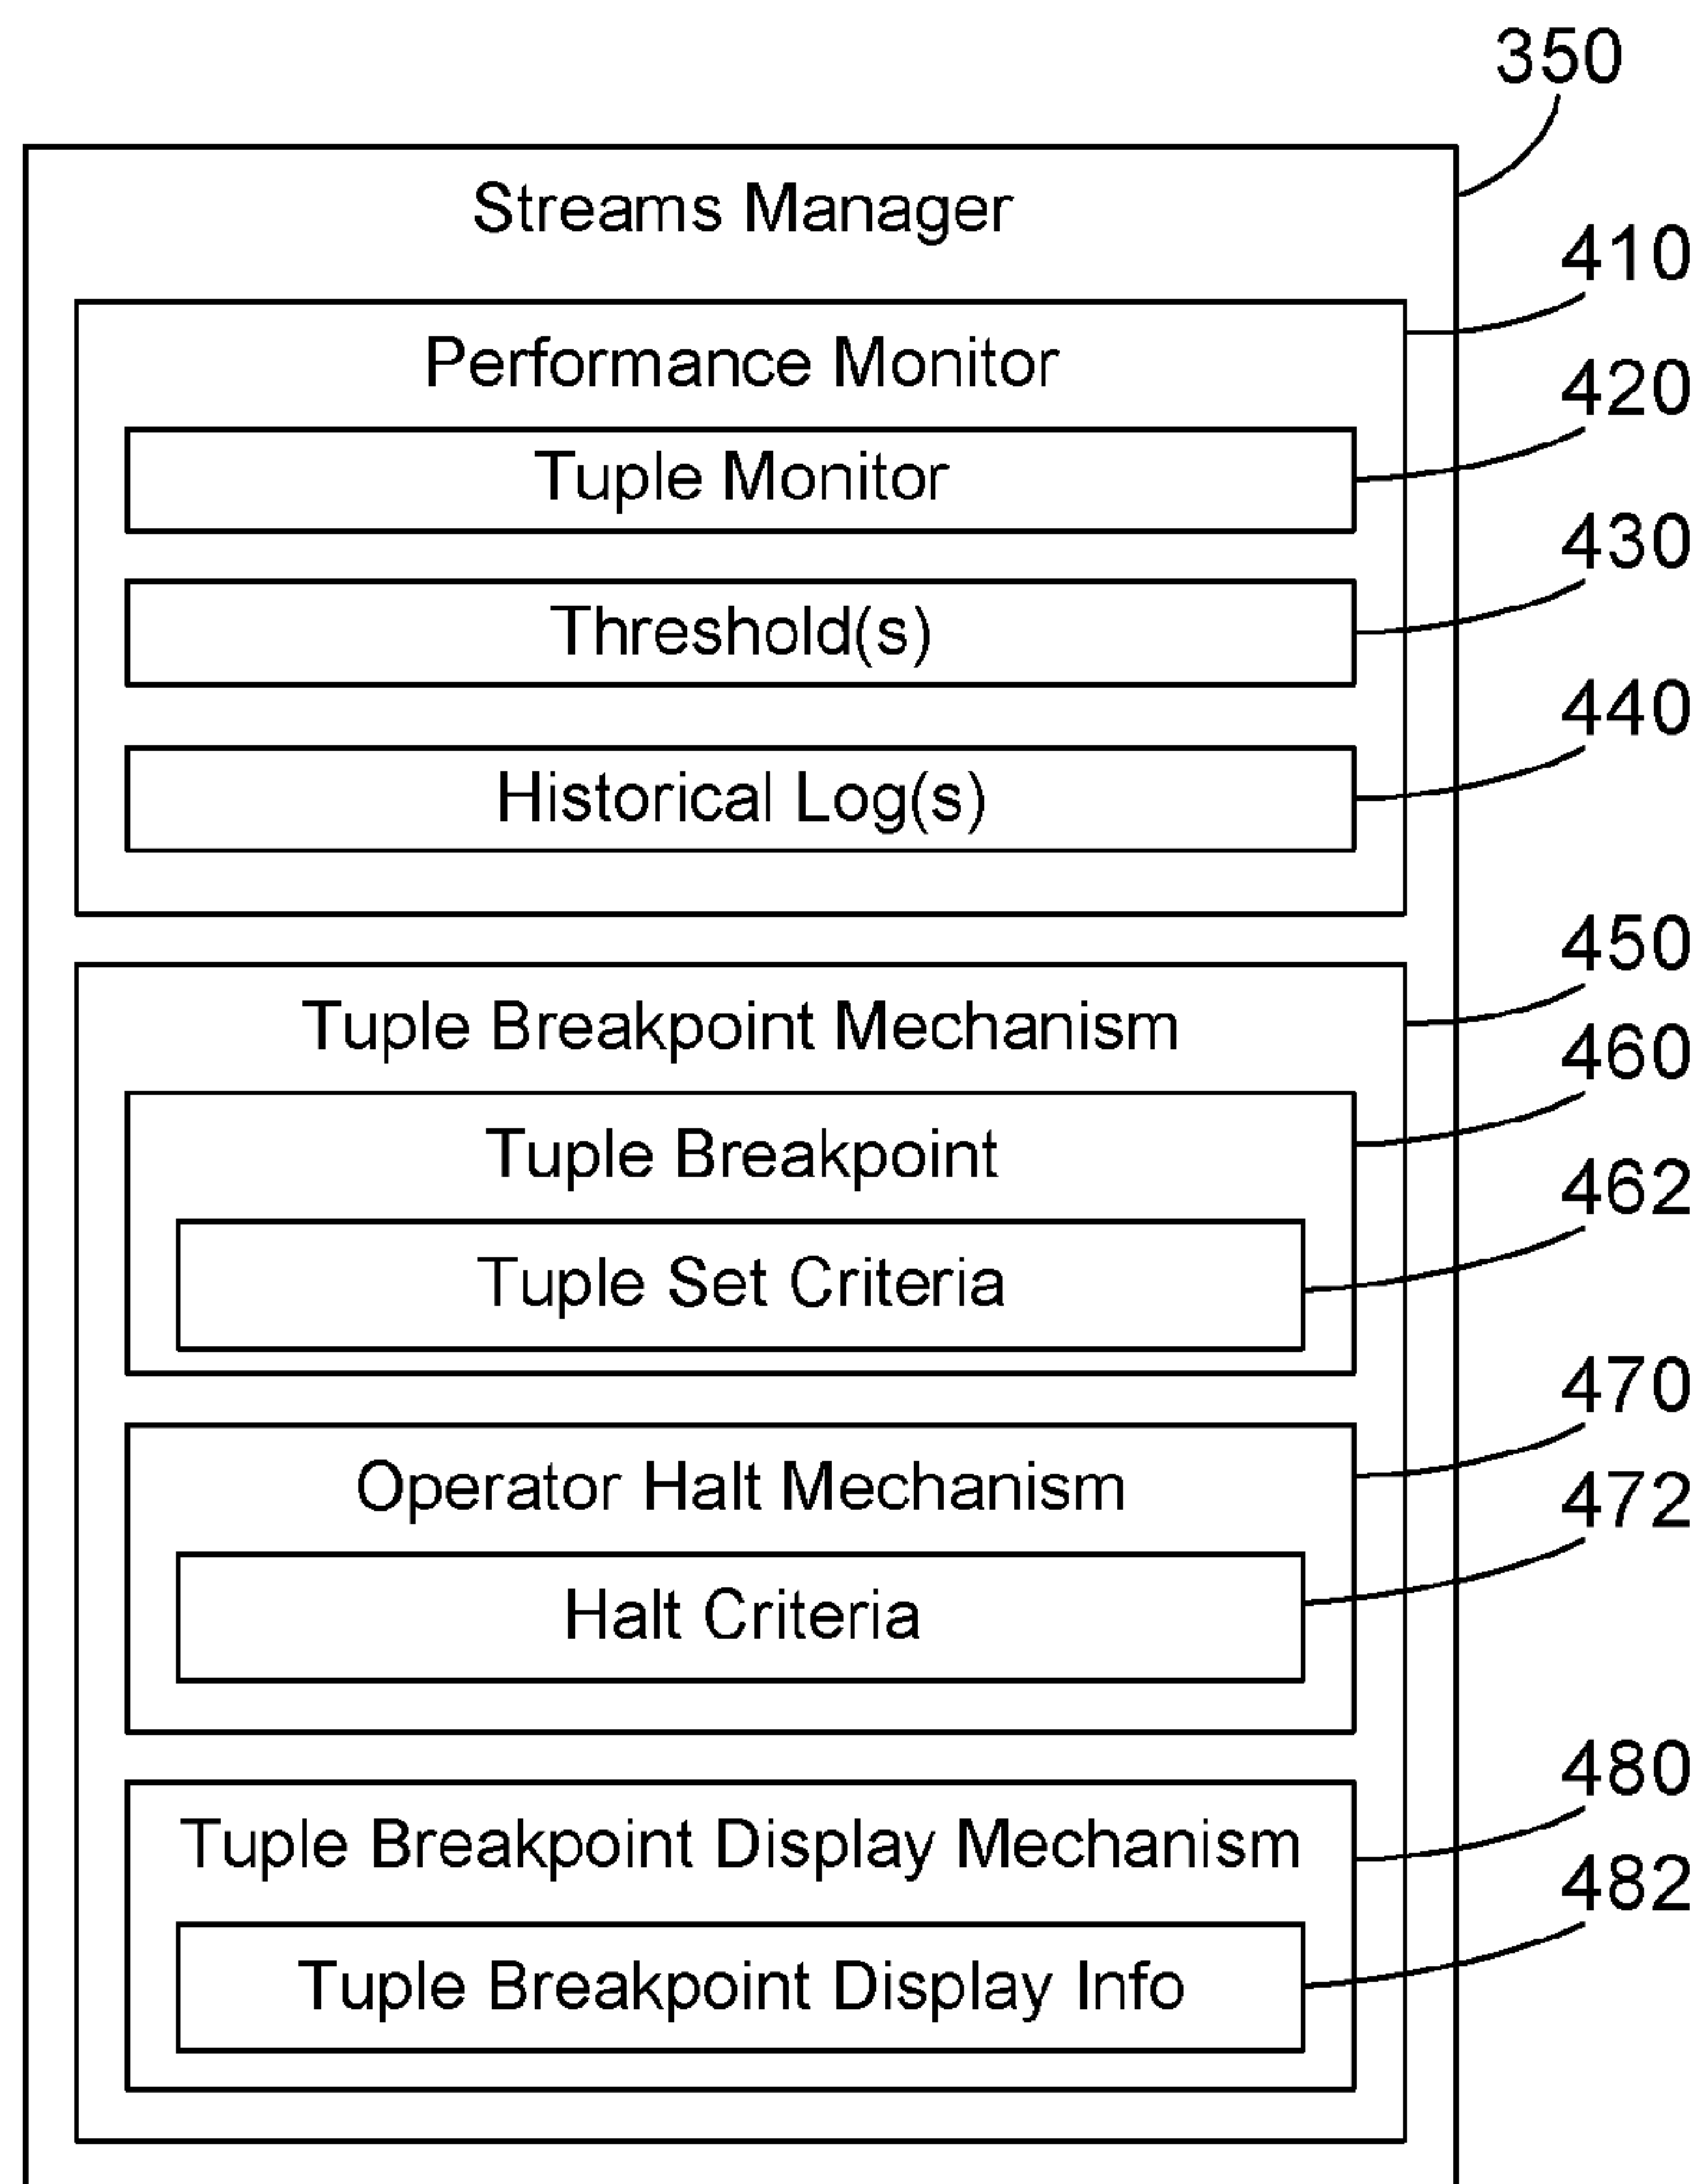 350
Streams Manager
410
Performance Monitor
420
Tuple Monitor
430
Threshold(s)
440
Historical Log(s)
450
Tuple Breakpoint Mechanism
460
Tuple Breakpoint
462
Tuple Set Criteria
470
Operator Halt Mechanism
472
Halt Criteria
480
Tuple Breakpoint Display Mechanism
482
Tuple Breakpoint Display Info